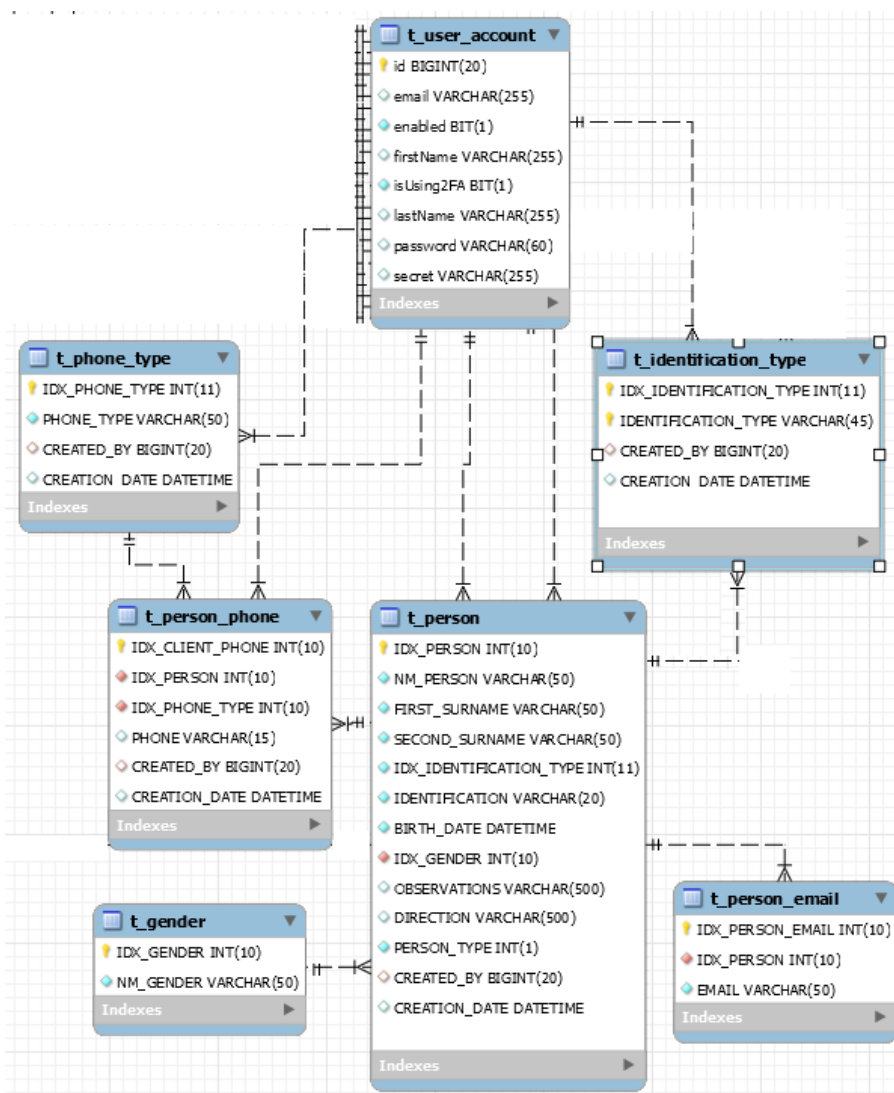 t_user_account
id BIGINT(20)
email VARCHAR(255)
enabled BIT(1)
firstName VARCHAR(255)
isUsing2FA BIT(1)
lastName VARCHAR(255)
password VARCHAR(60)
secret VARCHAR(255)
Indexes
t_phone_type
IDX_PHONE_TYPE INT(11)
PHONE_TYPE VARCHAR(50)
CREATED_BY BIGINT(20)
CREATION_DATE DATETIME
Indexes
t_identification_type
IDX_IDENTIFICATION_TYPE INT(11)
IDENTIFICATION_TYPE VARCHAR(45)
CREATED_BY BIGINT(20)
CREATION_DATE DATETIME
Indexes
t_person_phone
IDX_CLIENT_PHONE INT(10)
IDX_PERSON INT(10)
IDX_PHONE_TYPE INT(10)
PHONE VARCHAR(15)
CREATED_BY BIGINT(20)
CREATION_DATE DATETIME
Indexes
t_person
IDX_PERSON INT(10)
NM_PERSON VARCHAR(50)
FIRST_SURNAME VARCHAR(50)
SECOND_SURNAME VARCHAR(50)
IDX_IDENTIFICATION_TYPE INT(11)
IDENTIFICATION VARCHAR(20)
BIRTH_DATE DATETIME
IDX_GENDER INT(10)
OBSERVATIONS VARCHAR(500)
DIRECTION VARCHAR(500)
PERSON_TYPE INT(1)
CREATED_BY BIGINT(20)
CREATION_DATE DATETIME
Indexes
t_gender
IDX_GENDER INT(10)
NM_GENDER VARCHAR(50)
Indexes
t_person_email
IDX_PERSON_EMAIL INT(10)
IDX_PERSON INT(10)
EMAIL VARCHAR(50)
Indexes